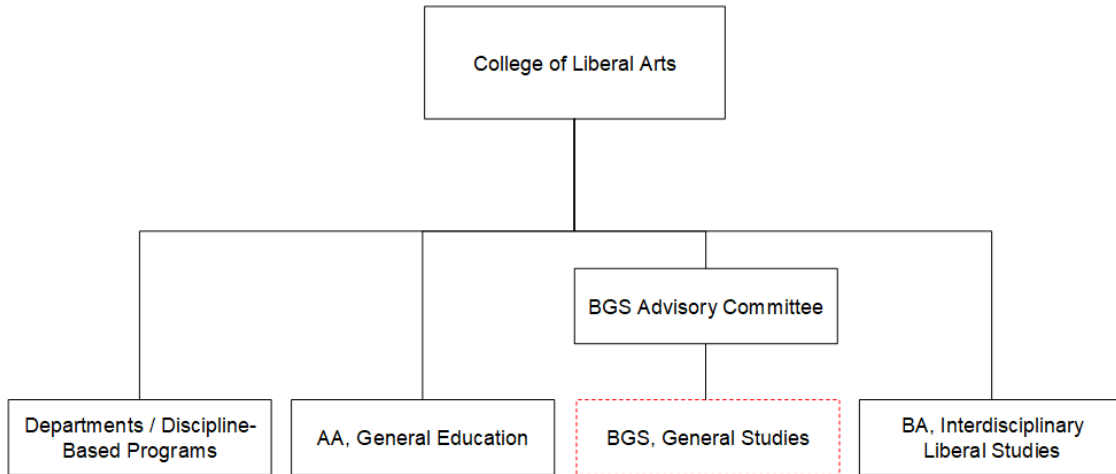 College of Liberal Arts
BGS Advisory Committee
Departments / Discipline-
Based Programs
AA, General Education
BGS, General Studies
BA, Interdisciplinary
Liberal Studies